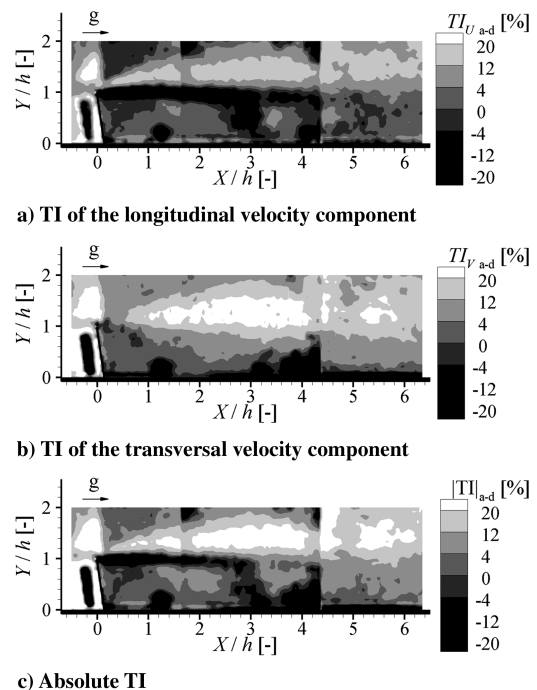 g
TI_U a-d [%]
2
1
0
Y / h [-]
0 1 2 3 4 5 6
X / h [-]
20
12
4
0
-4
-12
-20
a) TI of the longitudinal velocity component
g
TI_V a-d [%]
2
1
0
Y / h [-]
0 1 2 3 4 5 6
X / h [-]
20
12
4
0
-4
-12
-20
b) TI of the transversal velocity component
g
|TI|a-d [%]
2
1
0
Y / h [-]
0 1 2 3 4 5 6
X / h [-]
20
12
4
0
-4
-12
-20
c) Absolute TI